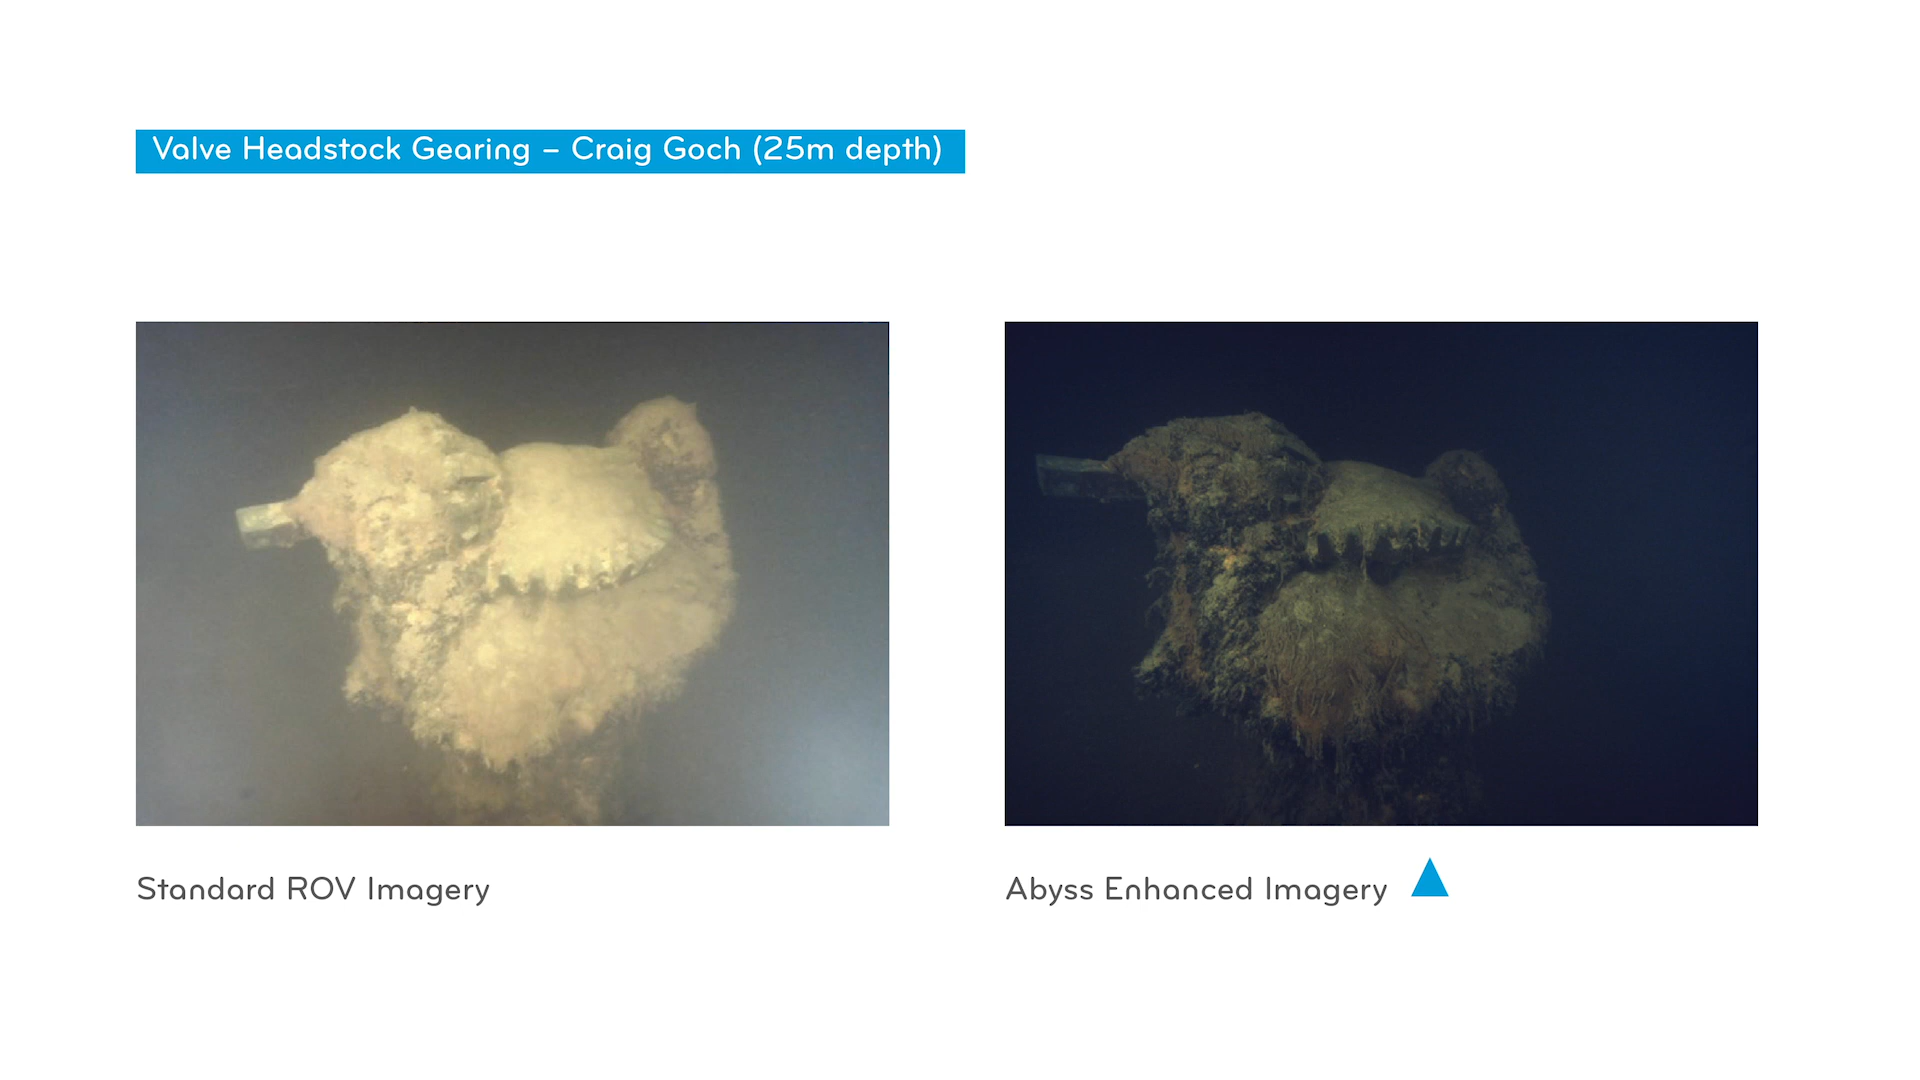 Valve Headstock Gearing – Craig Goch (25m depth)
Standard ROV Imagery
Abyss Enhanced Imagery